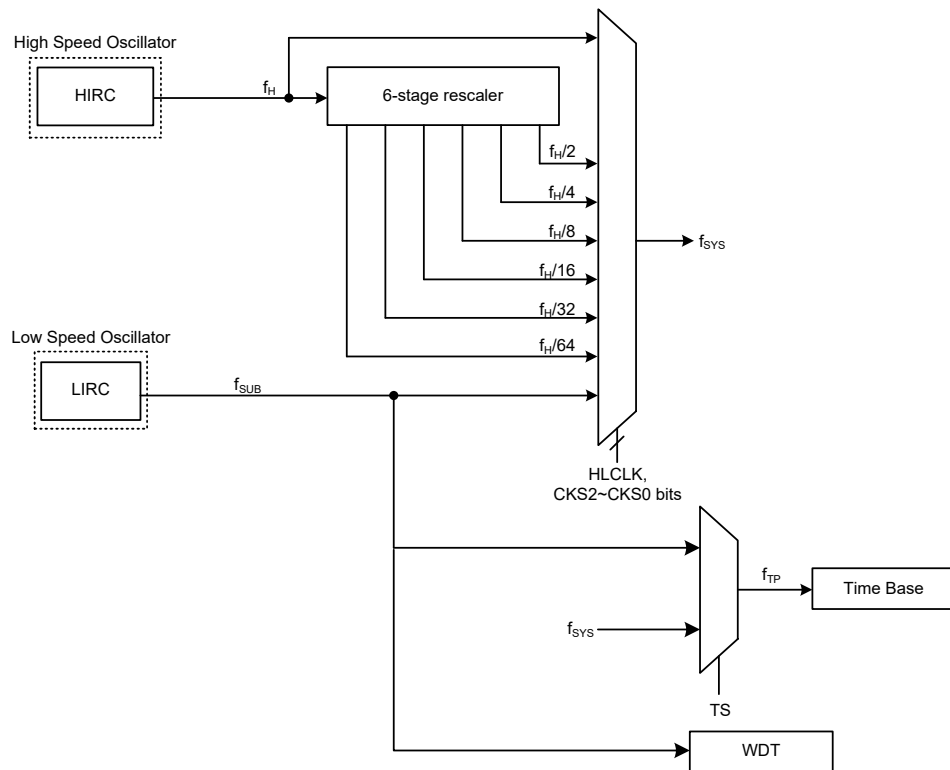 High Speed Oscillator
HIRC
fH
6-stage rescaler
fH/2
fH/4
fH/8
fH/16
fH/32
fH/64
fSYS
Low Speed Oscillator
LIRC
fSUB
HLCLK,
CKS2~CKS0 bits
fTP
Time Base
fSYS
TS
WDT